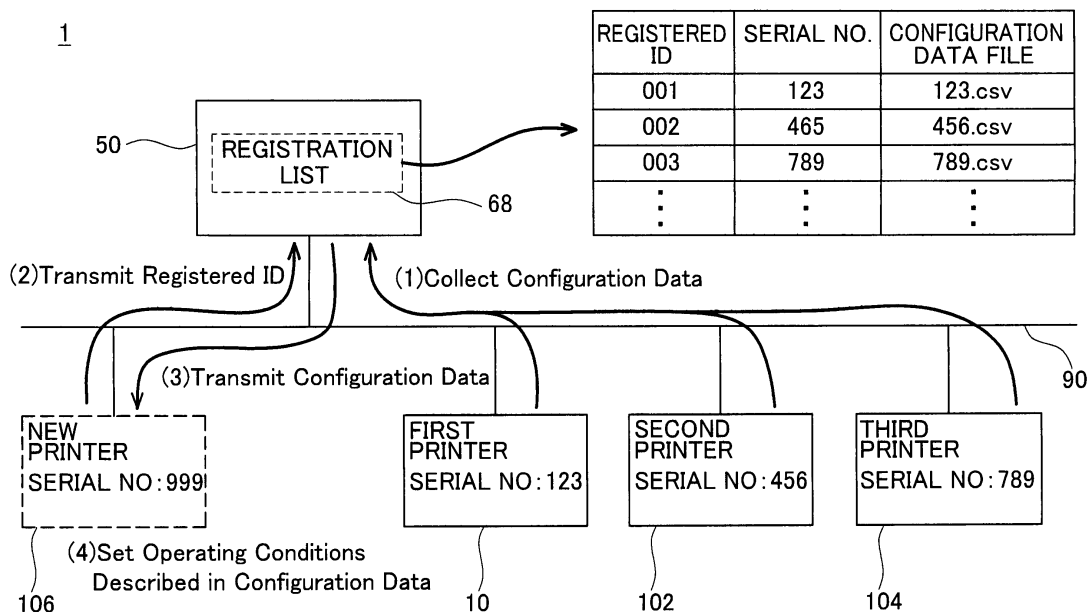 1
REGISTERED ID
SERIAL NO.
CONFIGURATION DATA FILE
001 123 123.csv
002 465 456.csv
003 789 789.csv
50
REGISTRATION
LIST
68
(2)Transmit Registered ID
(1)Collect Configuration Data
(3)Transmit Configuration Data
90
NEW
PRINTER
SERIAL NO:999
FIRST
PRINTER
SERIAL NO:123
SECOND
PRINTER
SERIAL NO:456
THIRD
PRINTER
SERIAL NO:789
(4)Set Operating Conditions
Described in Configuration Data
106
10
102
104